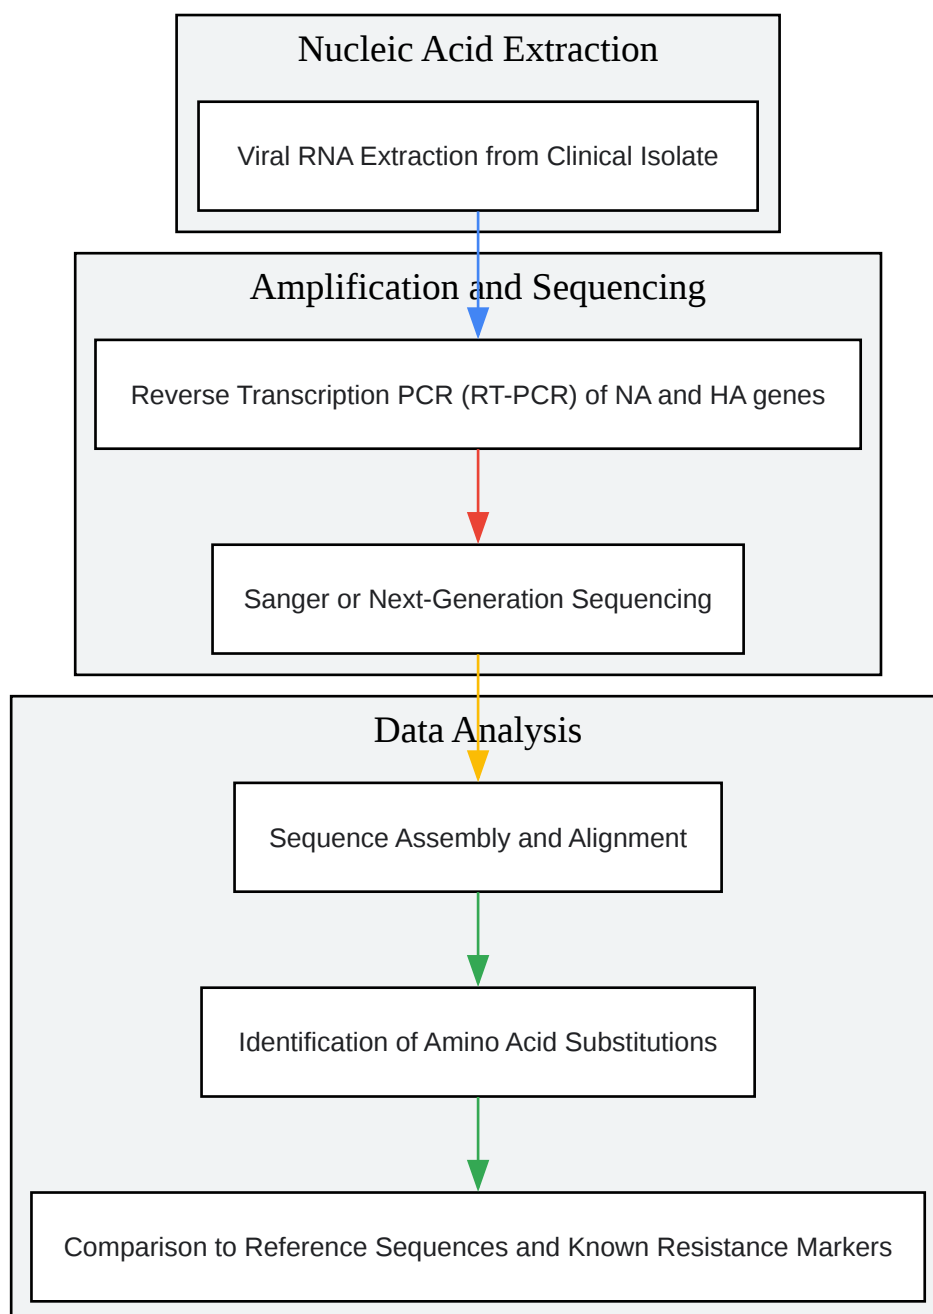 Nucleic Acid Extraction
Viral RNA Extraction from Clinical Isolate
Amplification and Sequencing
Reverse Transcription PCR (RT-PCR) of NA and HA genes
Sanger or Next-Generation Sequencing
Data Analysis
Sequence Assembly and Alignment
Identification of Amino Acid Substitutions
Comparison to Reference Sequences and Known Resistance Markers